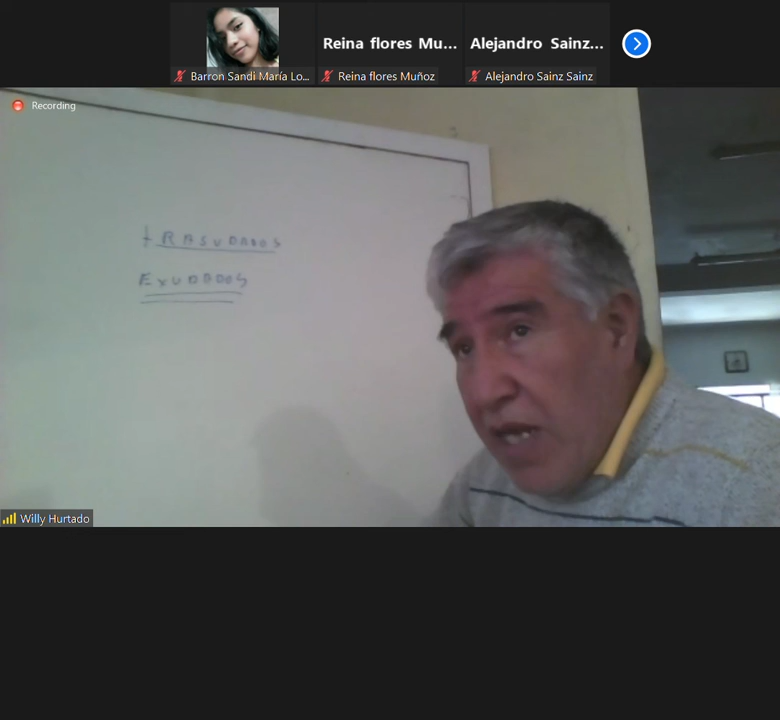 Reina flores Mu...
Alejandro Sainz...
Barron Sandi María Lo...
Reina flores Muñoz
Alejandro Sainz Sainz
Recording
tRASUDADOS
ExUDADOS
Willy Hurtado